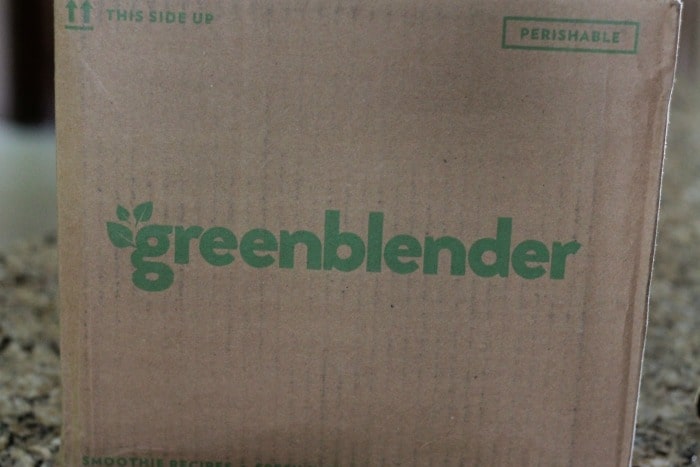 THIS SIDE UP
PERISHABLE
greenblender
SMOOTHIE RECIPES